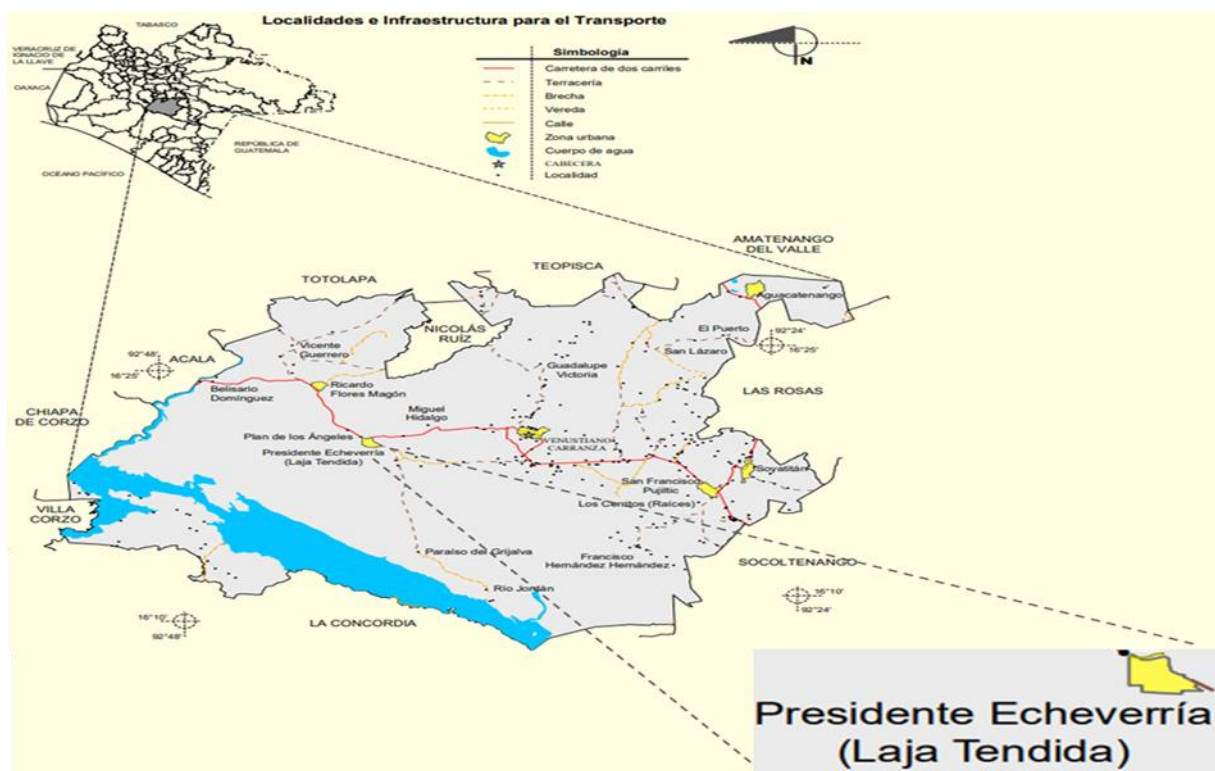 Localidades e Infraestructura para el Transporte
TABASCO
VERACRUZ DE
IGNACIO DE
LA LLAVE
OAXACA
REPÚBLICA DE
GUATEMALA
OCÉANO PACÍFICO
Simbología
Carretera de dos carriles
Terracería
Brecha
Vereda
Calle
Zona urbana
Cuerpo de agua
CABECERA
Localidad
N
AMATENANGO
DEL VALLE
TEOPISCA
TOTOLAPA
Aguacatenango
NICOLÁS
RUÍZ
El Puerto
92°24'
16°25'
San Lázaro
Vicente
Guerrero
92°48'
16°25'
ACALA
Guadalupe
Victoria
LAS ROSAS
Belisario
Domínguez
Ricardo
Flores Magón
CHIAPA
DE CORZO
Miguel
Hidalgo
Plan de los Ángeles
VENUSTIANO
CARRANZA
Presidente Echeverría
(Laja Tendida)
Soyatitán
San Francisco
Pujiltic
Los Cerritos (Raíces)
VILLA
CORZO
Paraíso del Grijalva
Francisco
Hernández Hernández
SOCOLTENANGO
Río Jordán
16°10'
92°24'
16°10'
92°48'
LA CONCORDIA
Presidente Echeverría
(Laja Tendida)